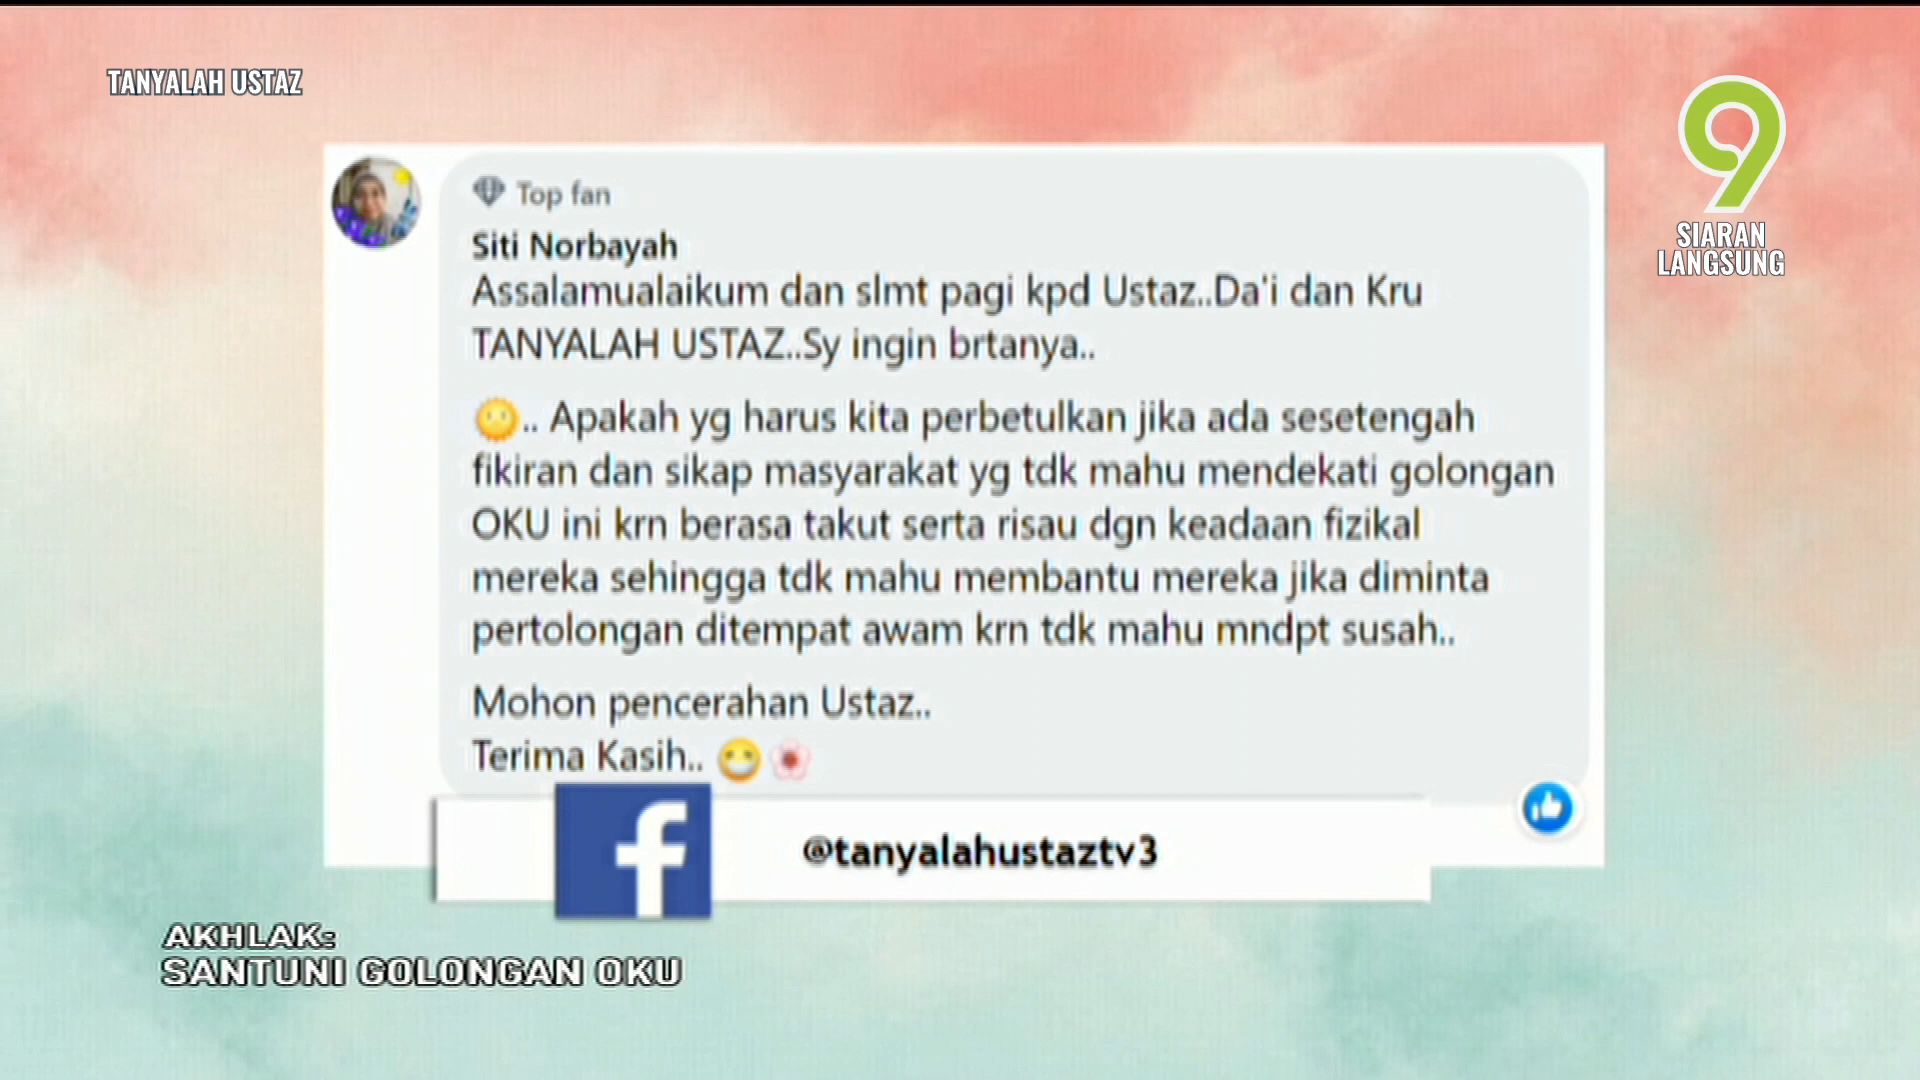 TANYALAH USTAZ
9
SIARAN
LANGSUNG
Top fan
Siti Norbayah
Assalamualaikum dan slmt pagi kpd Ustaz..Da'i dan Kru
TANYALAH USTAZ..Sy ingin brtanya..
😶.. Apakah yg harus kita perbetulkan jika ada sesetengah
fikiran dan sikap masyarakat yg tdk mahu mendekati golongan
OKU ini krn berasa takut serta risau dgn keadaan fizikal
mereka sehingga tdk mahu membantu mereka jika diminta
pertolongan ditempat awam krn tdk mahu mndpt susah..
Mohon pencerahan Ustaz..
Terima Kasih.. 😷🌸
f
@tanyalahustaztv3
AKHLAK:
SANTUNI GOLONGAN OKU